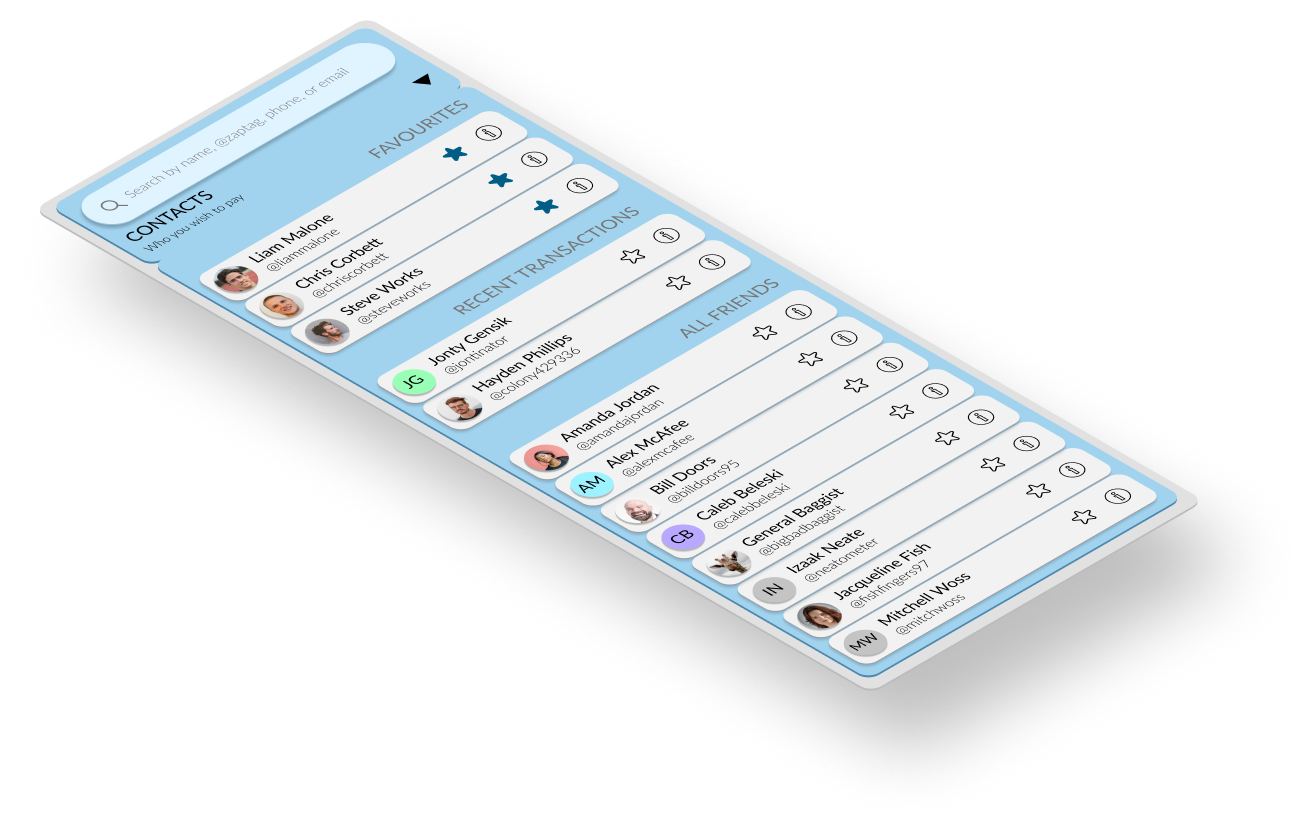 Search by name, @zaptag, phone, or email
CONTACTS
Who you wish to pay
FAVOURITES
Liam Malone
@liammalone
Chris Corbett
@chriscorbett
Steve Works
@steveworks
RECENT TRANSACTIONS
JG
Jonty Gensik
@jontinator
Hayden Phillips
@colony429336
ALL FRIENDS
Amanda Jordan
@amandajordan
AM
Alex McAfee
@alexmcafee
Bill Doors
@billdoors95
CB
Caleb Beleski
@calebbeleski
General Baggist
@bigbadbaggist
IN
Izaak Neate
@neatometer
Jacqueline Fish
@fishfingers97
MW
Mitchell Woss
@mitchwoss